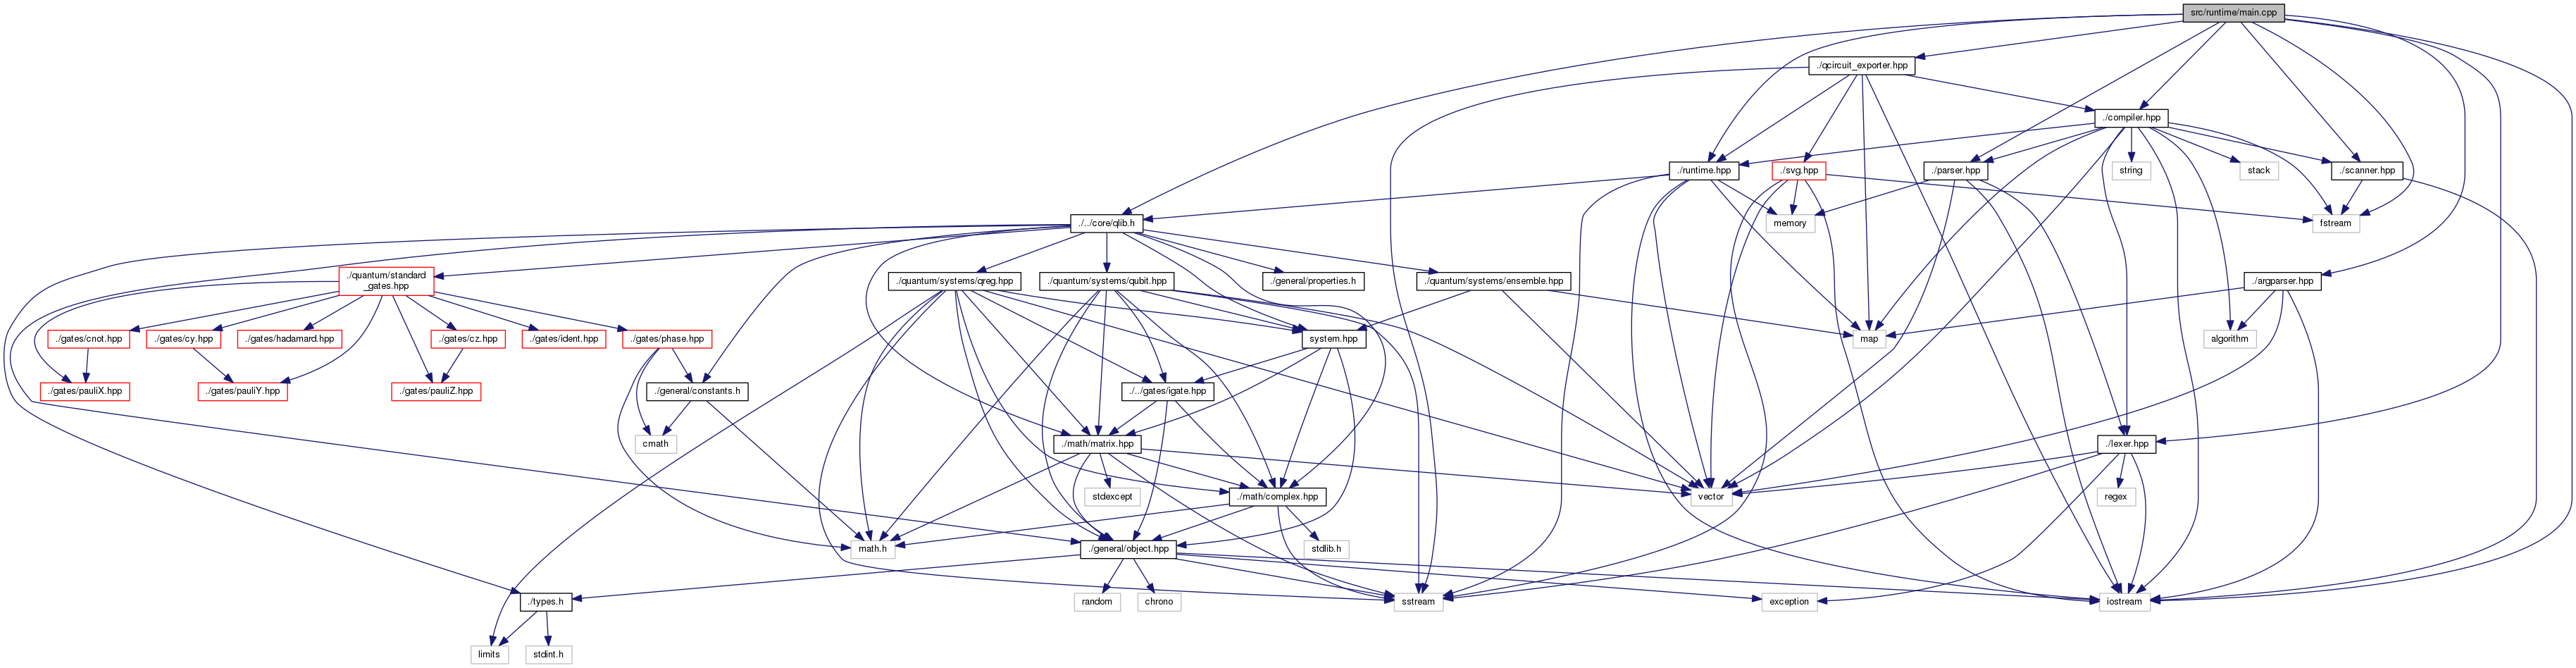 src/runtime/main.cpp
./qcircuit_exporter.hpp
./compiler.hpp
./runtime.hpp
./svg.hpp
./parser.hpp
string
stack
./scanner.hpp
./../core/qlib.h
memory
fstream
./quantum/standard
_gates.hpp
./quantum/systems/qreg.hpp
./quantum/systems/qubit.hpp
./general/properties.h
./quantum/systems/ensemble.hpp
./argparser.hpp
./gates/cnot.hpp
./gates/cy.hpp
./gates/hadamard.hpp
./gates/cz.hpp
./gates/ident.hpp
./gates/phase.hpp
system.hpp
map
algorithm
./gates/pauliX.hpp
./gates/pauliY.hpp
./gates/pauliZ.hpp
./general/constants.h
./../gates/igate.hpp
cmath
./math/matrix.hpp
./lexer.hpp
stdexcept
./math/complex.hpp
vector
regex
math.h
./general/object.hpp
stdlib.h
./types.h
random
chrono
sstream
exception
iostream
limits
stdint.h